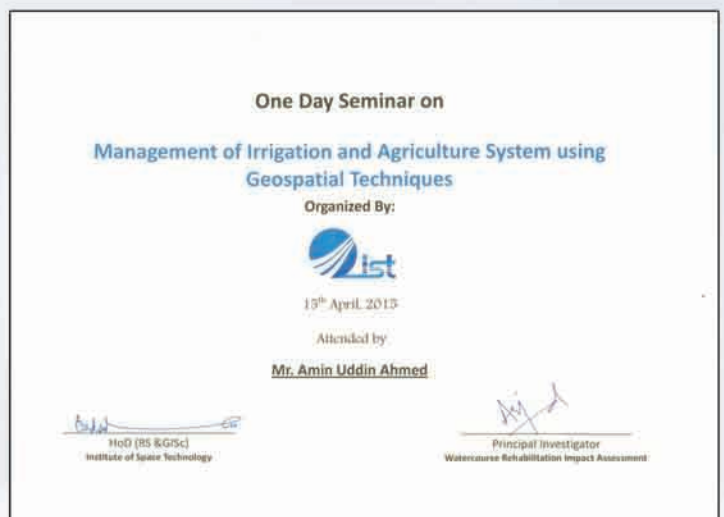 One Day Seminar on
Management of Irrigation and Agriculture System using
Geospatial Techniques
Organized By:
ist
15th April, 2015
Attended by
Mr. Amin Uddin Ahmed
HoD (RS &GISc)
Institute of Space Technology
Principal Investigator
Watercourse Rehabilitation Impact Assessment